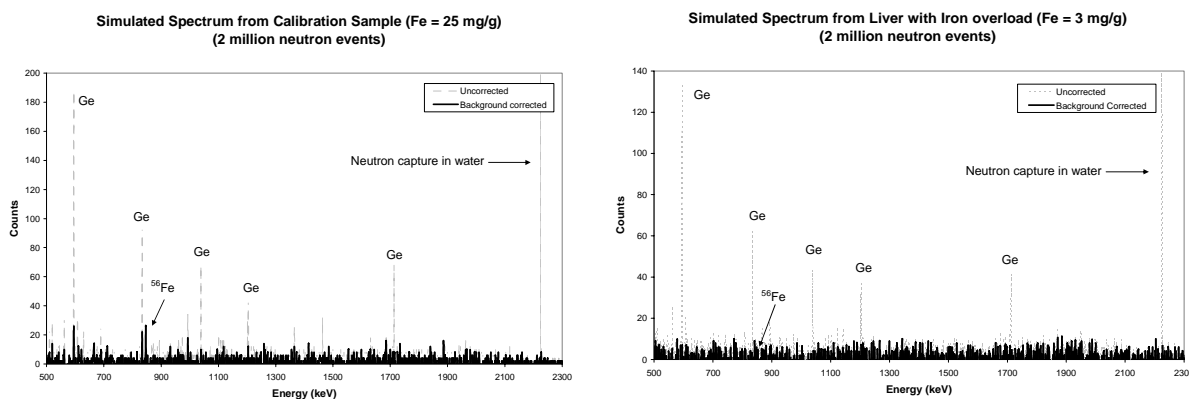 Simulated Spectrum from Calibration Sample (Fe = 25 mg/g)
(2 million neutron events)
200
180
160
140
120
100
80
60
40
20
0
Counts
Uncorrected
Background corrected
Ge
Neutron capture in water
Ge
Ge
Ge
Ge
56Fe
500 700 900 1100 1300 1500 1700 1900 2100 2300
Energy (keV)
Simulated Spectrum from Liver with Iron overload (Fe = 3 mg/g)
(2 million neutron events)
140
120
100
80
60
40
20
0
Counts
Uncorrected
Background Corrected
Ge
Neutron capture in water
Ge
Ge
Ge
Ge
56Fe
500 700 900 1100 1300 1500 1700 1900 2100 2300
Energy (keV)